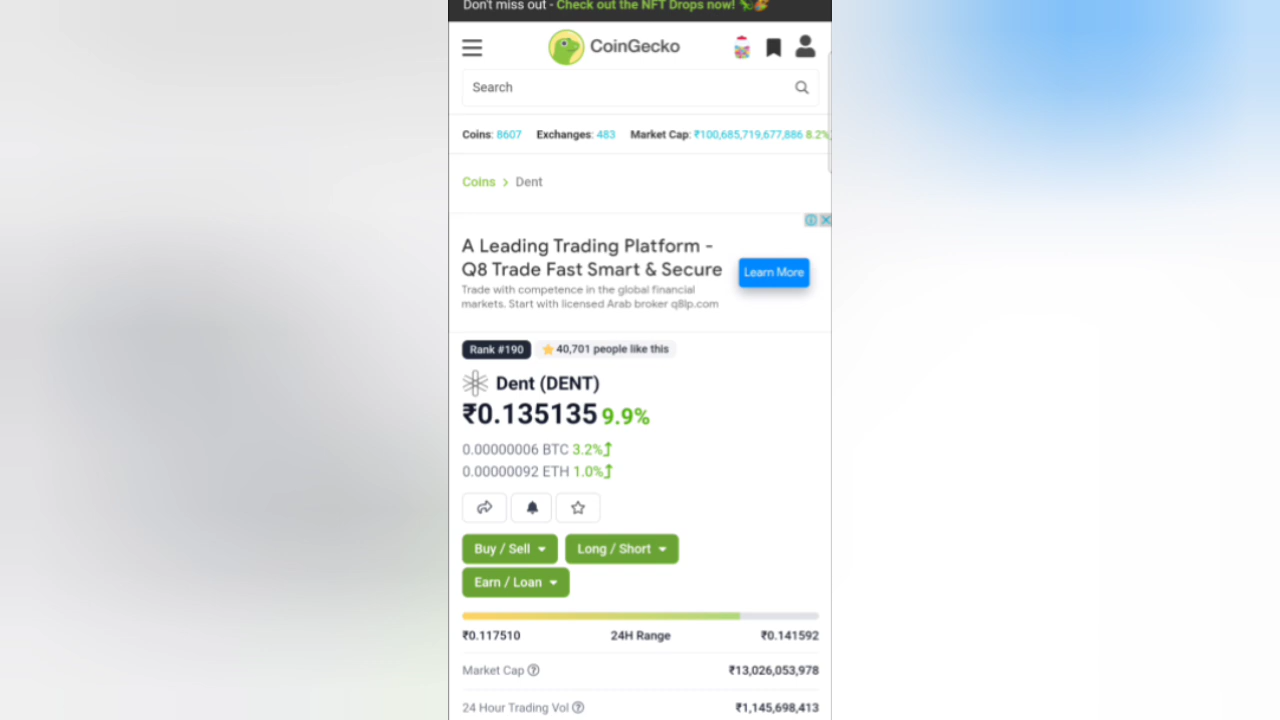 Don't miss out - Check out the NFT Drops now!
CoinGecko
Search
Coins: 8607 Exchanges: 483 Market Cap: ₹100,685,719,677,886 8.2%
Coins > Dent
A Leading Trading Platform -
Q8 Trade Fast Smart & Secure
Trade with competence in the global financial
markets. Start with licensed Arab broker q8lp.com
Learn More
Rank #190 40,701 people like this
Dent (DENT)
₹0.135135 9.9%
0.00000006 BTC 3.2%
0.00000092 ETH 1.0%
Buy / Sell Long / Short
Earn / Loan
₹0.117510 24H Range ₹0.141592
Market Cap ₹13,026,053,978
24 Hour Trading Vol ₹1,145,698,413